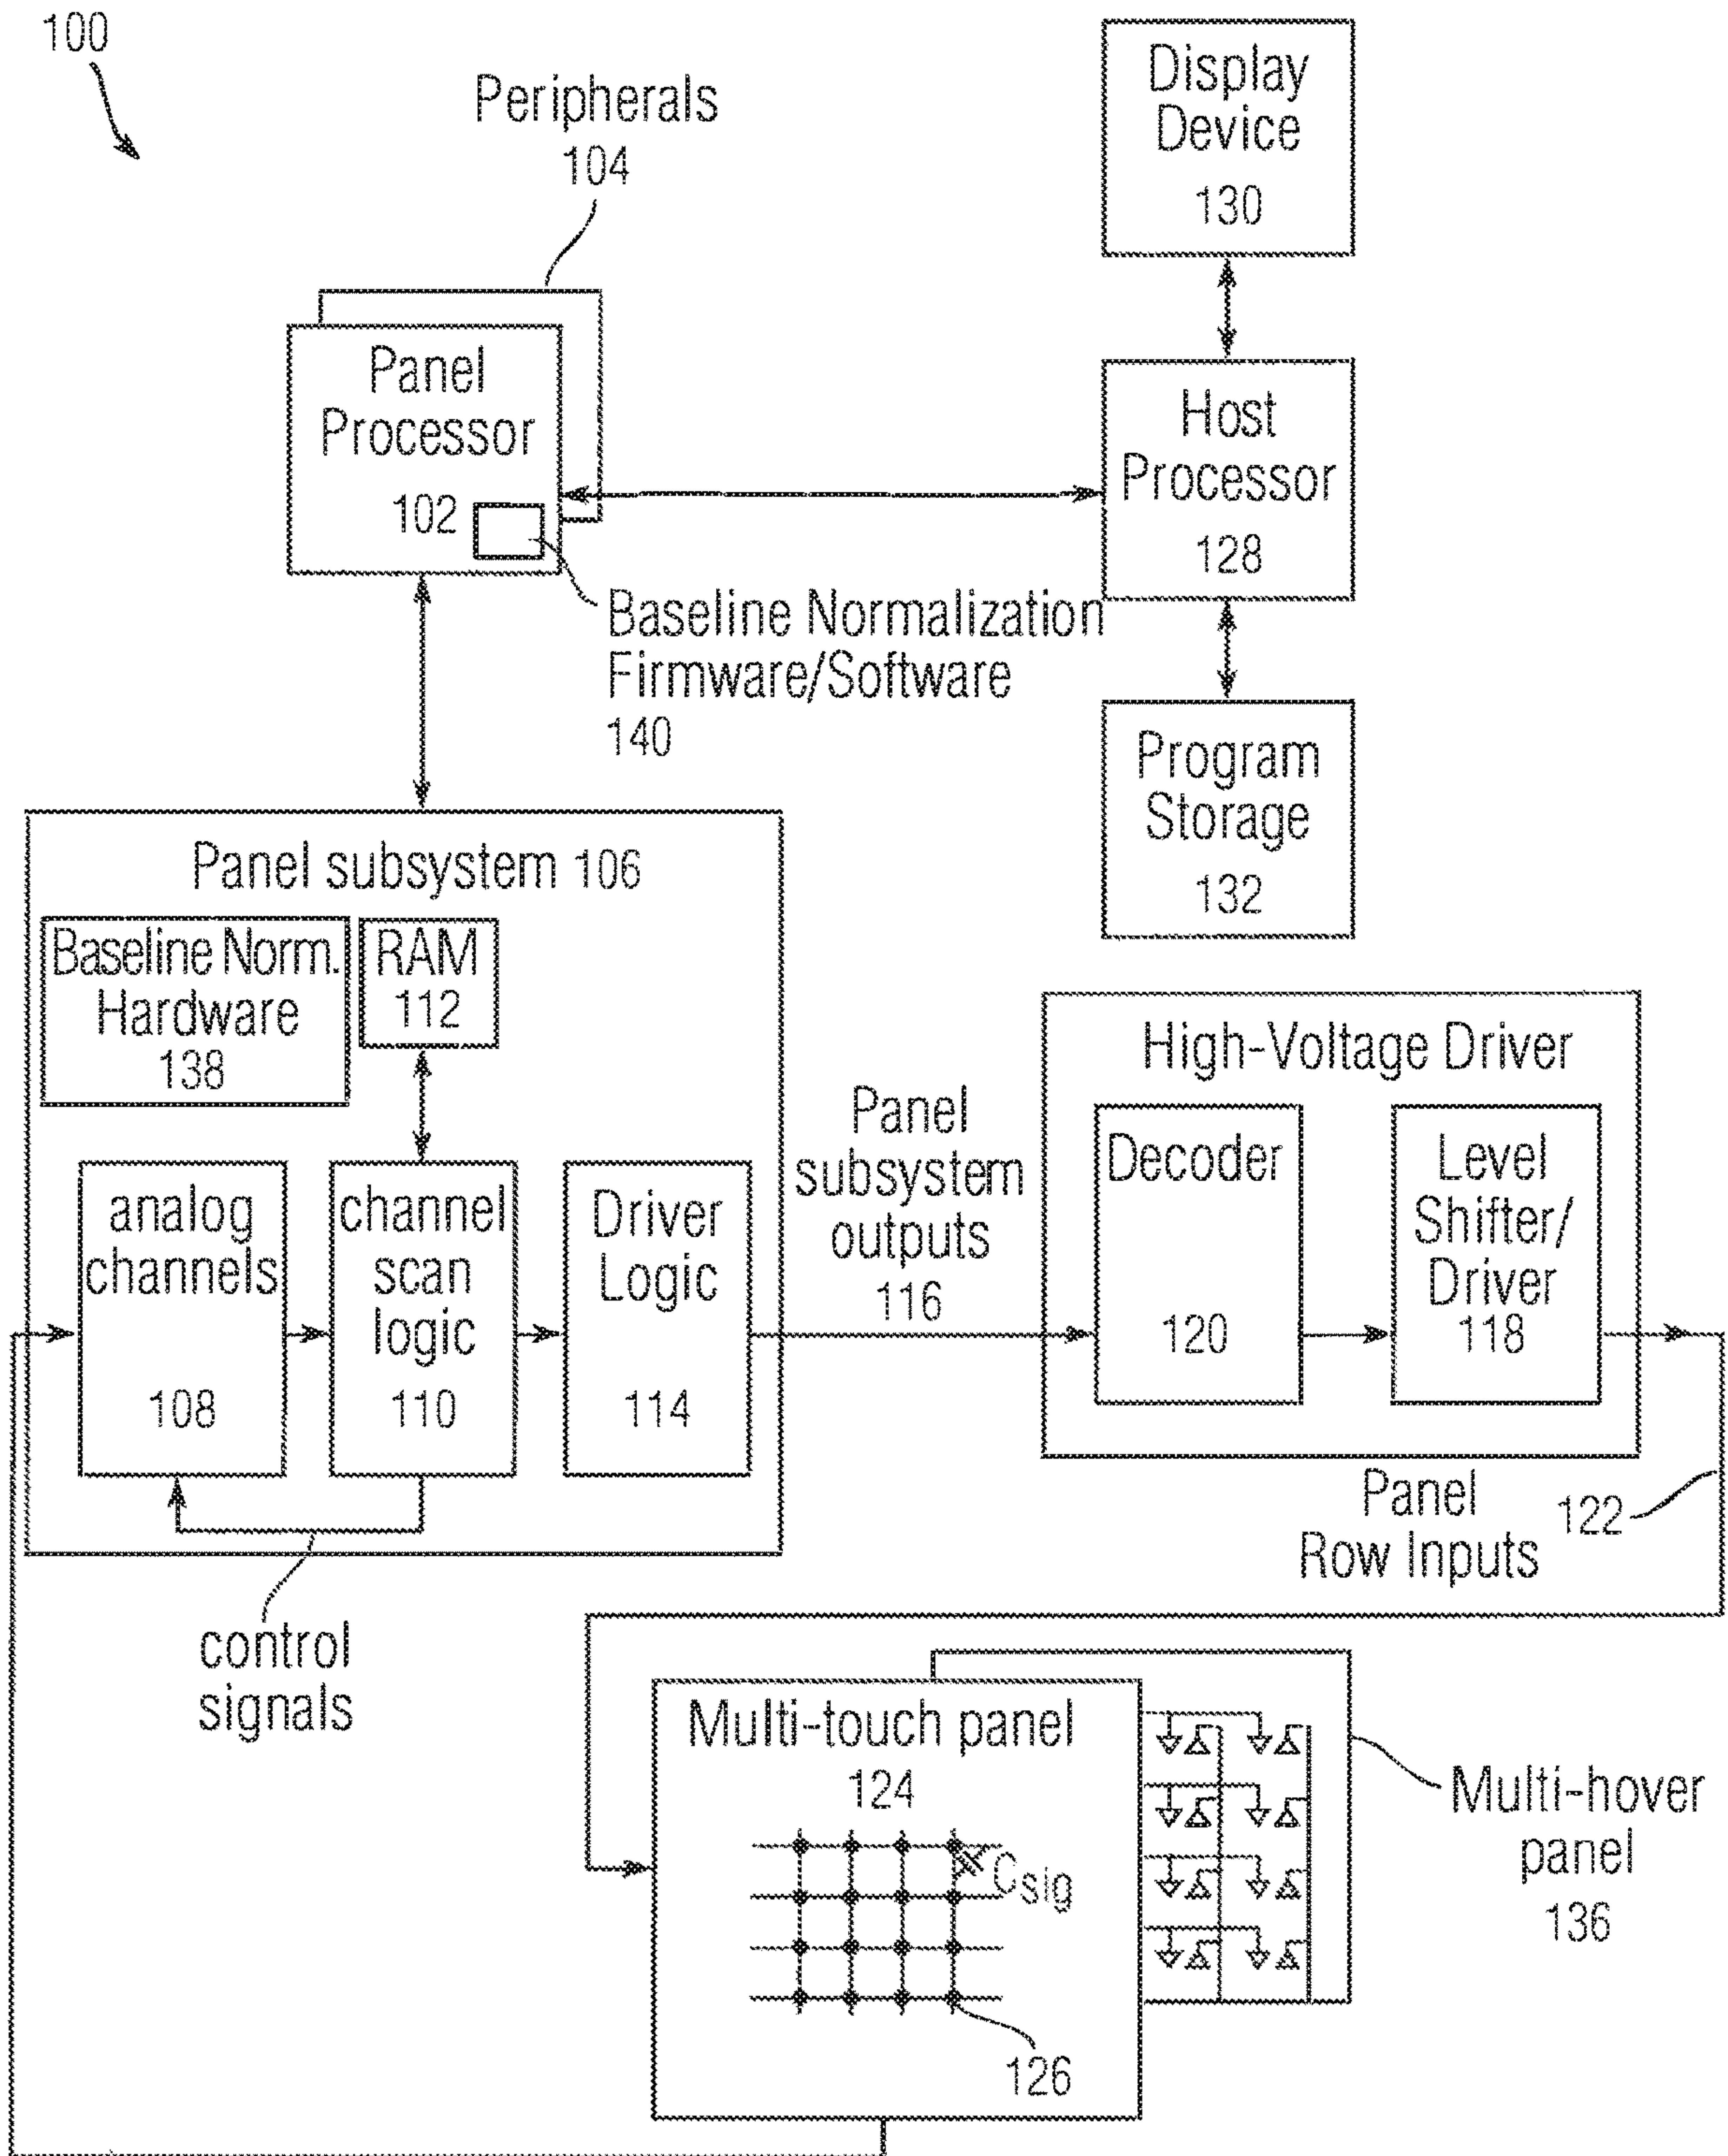 100
Peripherals
104
Display
Device
130
Panel
Processor
102
Host
Processor
128
Baseline Normalization
Firmware/Software
140
Program
Storage
132
Panel subsystem 106
Baseline Norm.
Hardware
138
RAM
112
High-Voltage Driver
Panel
subsystem
outputs
116
analog
channels
108
channel
scan
logic
110
Driver
Logic
114
Decoder
120
Level
Shifter/
Driver
118
Panel
Row Inputs
122
control
signals
Multi-touch panel
124
Csig
126
Multi-hover
panel
136